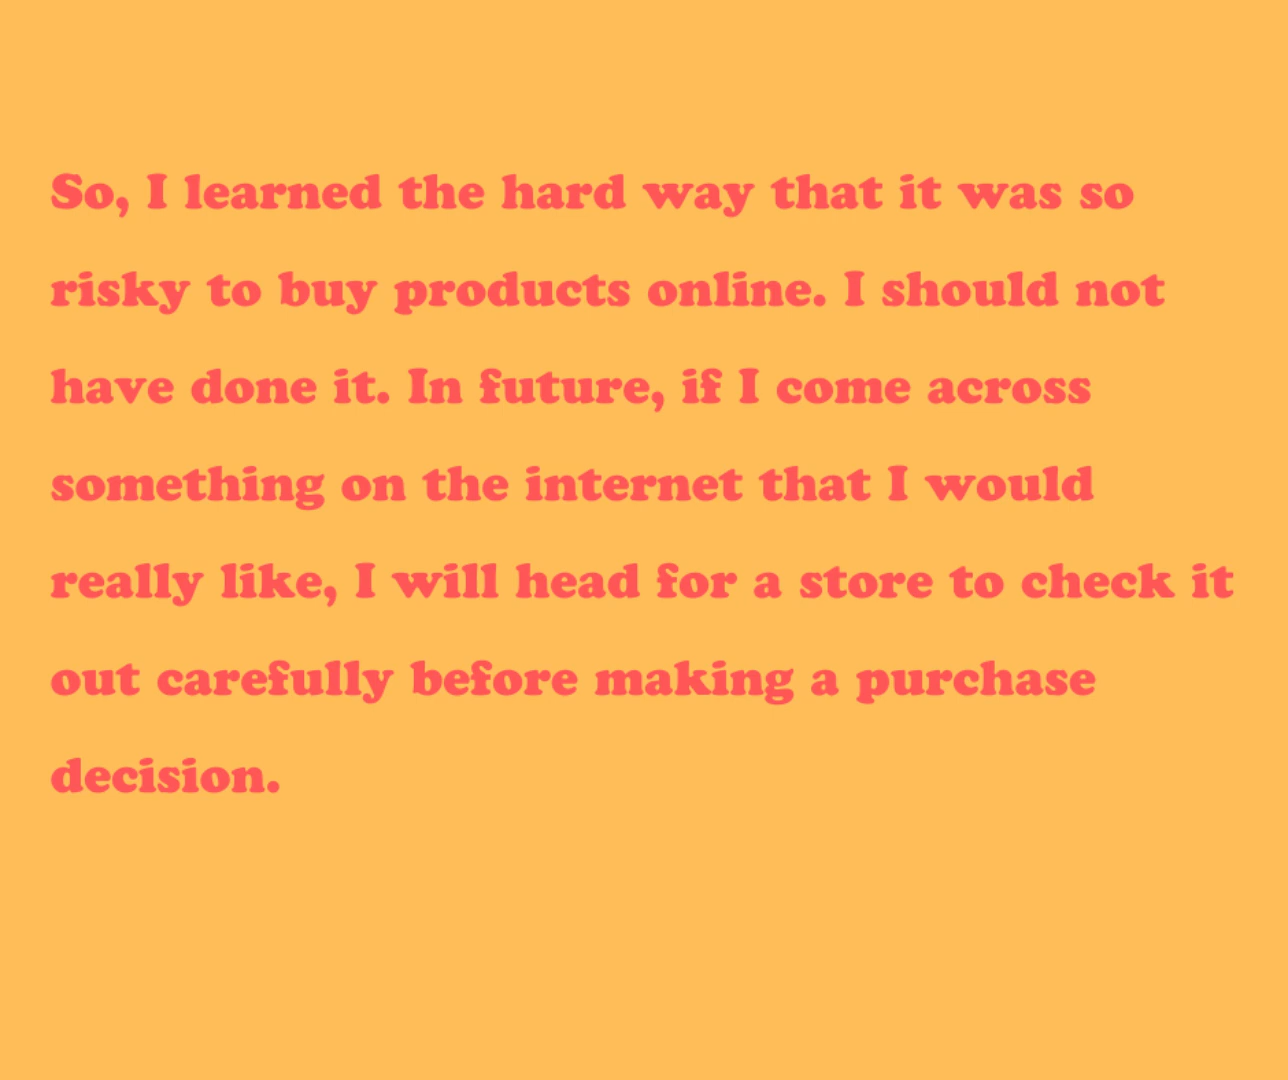 So, I learned the hard way that it was so
risky to buy products online. I should not
have done it. In future, if I come across
something on the internet that I would
really like, I will head for a store to check it
out carefully before making a purchase
decision.